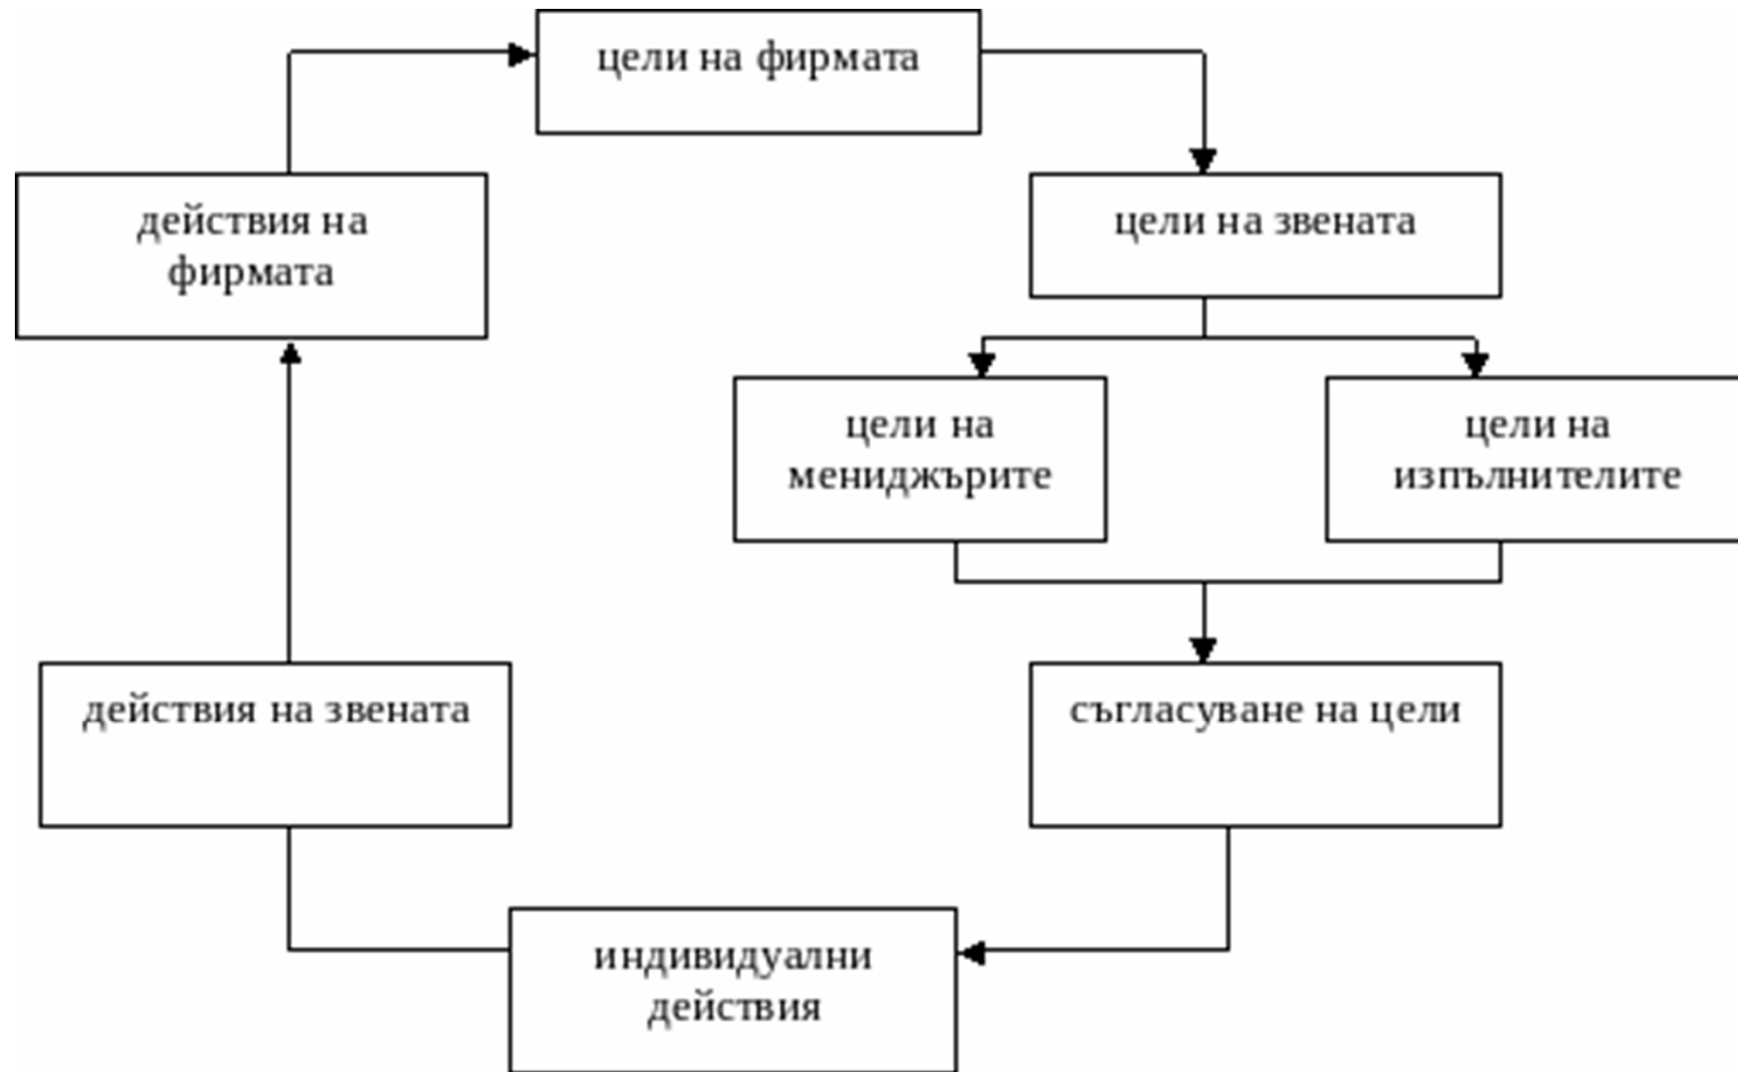 цели на фирмата
действия на
фирмата
цели на звената
цели на
мениджърите
цели на
изпълнителите
действия на звената
съгласуване на цели
индивидуални
действия